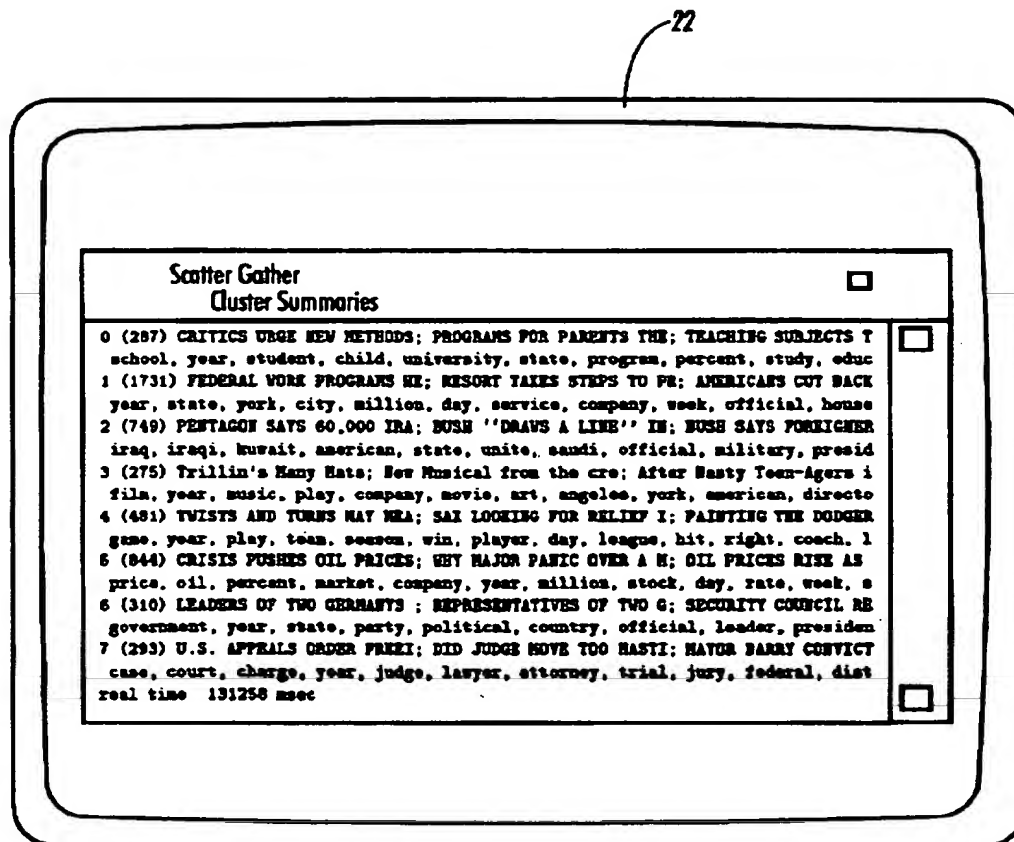 22
Scatter Gather
Cluster Summaries
0 (287) CRITICS URGE NEW METHODS; PROGRAMS FOR PARENTS THE; TEACHING SUBJECTS T
school, year, student, child, university, state, program, percent, study, educ
1 (1731) FEDERAL WORK PROGRAMS HE; RESORT TAKES STEPS TO PR; AMERICANS CUT BACK
year, state, york, city, million, day, service, company, week, official, house
2 (749) PENTAGON SAYS 60,000 IRA; BUSH ''DRAWS A LINE'' IN; BUSH SAYS FOREIGNER
iraq, iraqi, kuwait, american, state, unite, saudi, official, military, presid
3 (275) Trillin's Many Hats; New Musical from the cre; After Nasty Teen-Agers i
film, year, music, play, company, movie, art, angeles, york, american, directo
4 (481) TWISTS AND TURNS MAY MEA; SAX LOOKING FOR RELIEF I; PAINTING THE DODGER
game, year, play, team, season, win, player, day, league, hit, right, coach, l
5 (844) CRISIS PUSHES OIL PRICES; WHY MAJOR PANIC OVER A M; OIL PRICES RISE AS
price, oil, percent, market, company, year, million, stock, day, rate, week, s
6 (310) LEADERS OF TWO GERMANYS ; REPRESENTATIVES OF TWO G; SECURITY COUNCIL RE
government, year, state, party, political, country, official, leader, presiden
7 (293) U.S. APPEALS ORDER FREEI; DID JUDGE MOVE TOO HASTI; MAYOR BARRY CONVICT
case, court, charge, year, judge, lawyer, attorney, trial, jury, federal, dist
real time 131258 msec